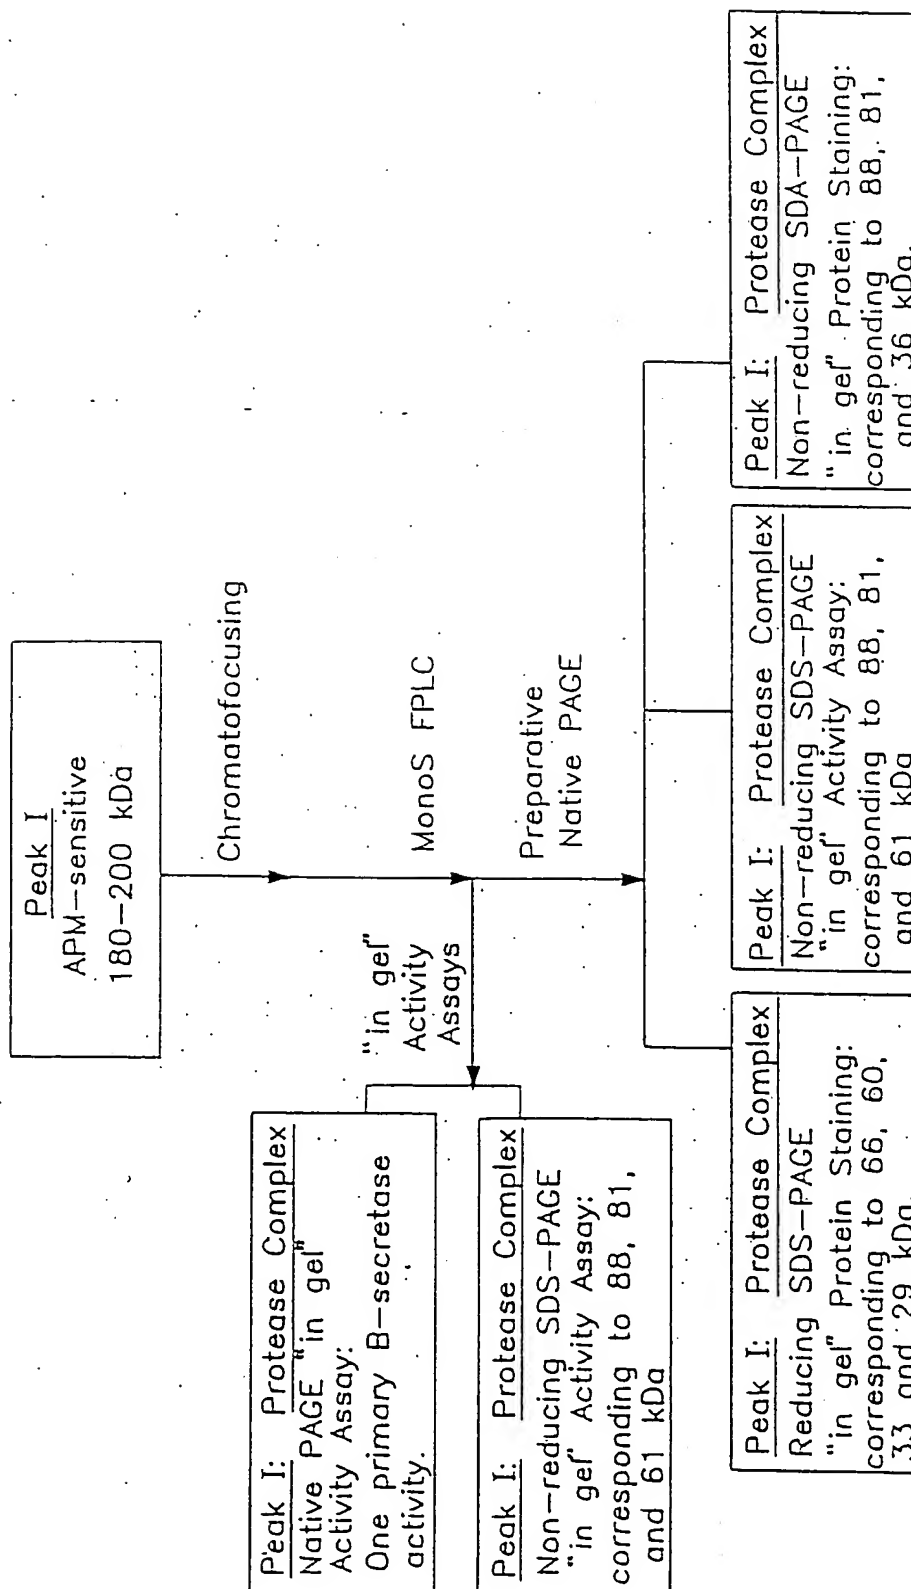 Peak I
APM-sensitive
180-200 kDa
Chromatofocusing
MonoS FPLC
"in gel"
Activity
Assays
Preparative
Native PAGE
Peak I: Protease Complex
Native PAGE "in gel"
Activity Assay:
One primary B-secretase
activity.
Peak I: Protease Complex
Non-reducing SDS-PAGE
"in gel" Activity Assay:
corresponding to 88, 81,
and 61 kDa
Peak I: Protease Complex
Reducing SDS-PAGE
"in gel" Protein Staining:
corresponding to 66, 60,
33 and 29 kDa.
Peak I: Protease Complex
Non-reducing SDS-PAGE
"in gel" Activity Assay:
corresponding to 88, 81,
and 61 kDa
Peak I: Protease Complex
Non-reducing SDA-PAGE
"in gel" Protein Staining:
corresponding to 88, 81,
and 36 kDa.